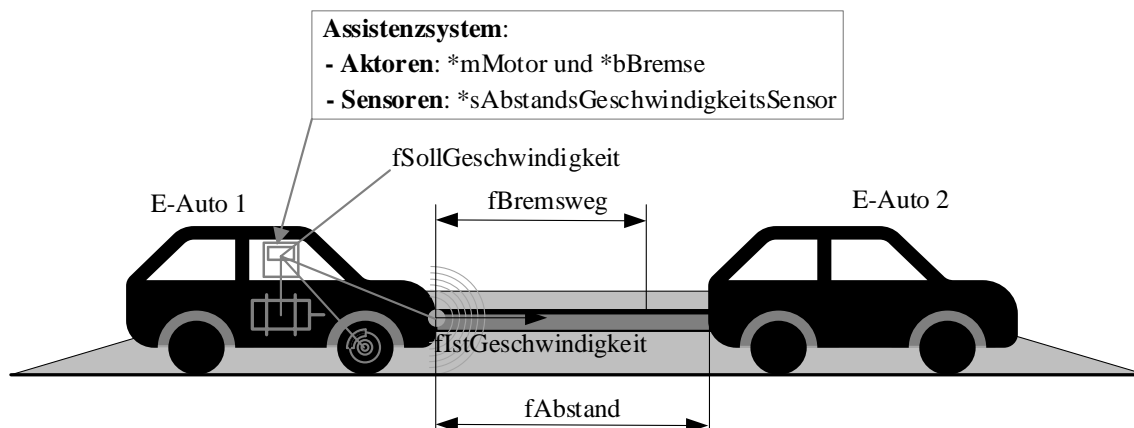 Assistenzsystem:
- Aktoren: *mMotor und *bBremse
- Sensoren: *sAbstandsGeschwindigkeitsSensor
fSollGeschwindigkeit
E-Auto 1
fBremsweg
E-Auto 2
fIstGeschwindigkeit
fAbstand